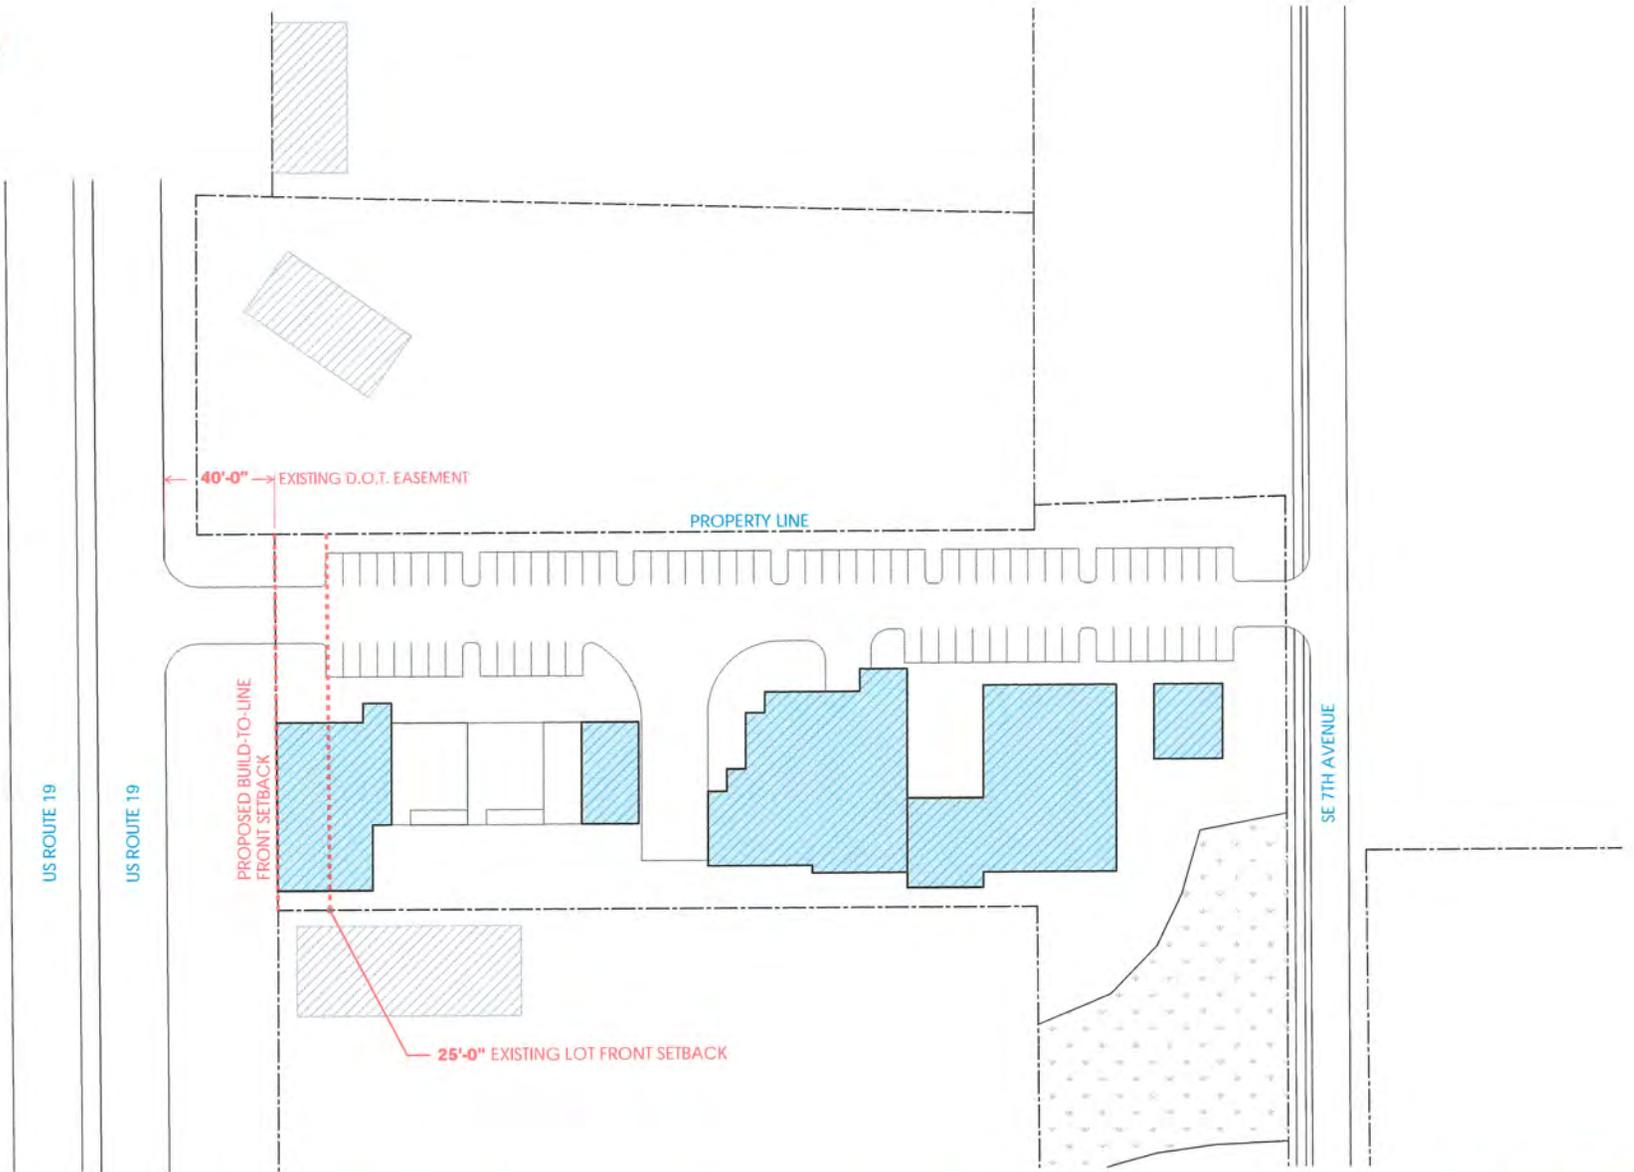 40'-0" EXISTING D.O.T. EASEMENT
PROPERTY LINE
PROPOSED BUILD-TO-LINE
FRONT SETBACK
US ROUTE 19
US ROUTE 19
SE 7TH AVENUE
25'-0" EXISTING LOT FRONT SETBACK